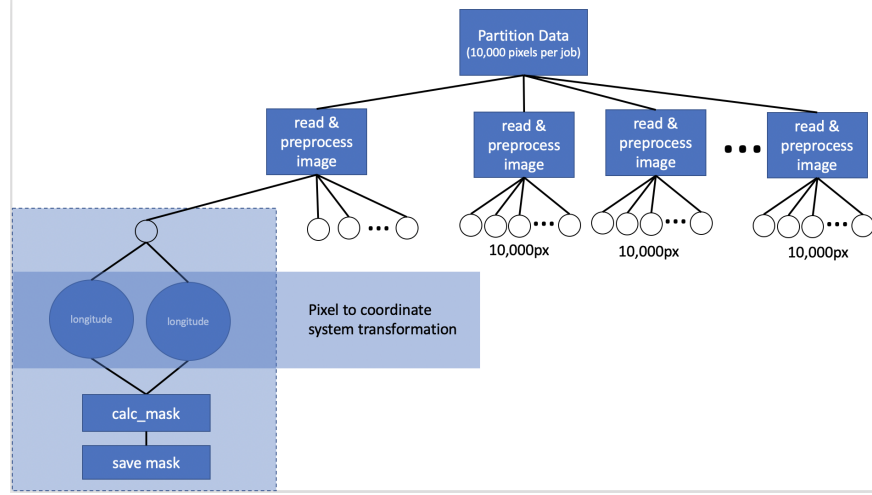 Partition Data
(10,000 pixels per job)
read &
preprocess
image
read &
preprocess
image
read &
preprocess
image
read &
preprocess
image
10,000px
10,000px
10,000px
longitude
longitude
Pixel to coordinate
system transformation
calc_mask
save mask